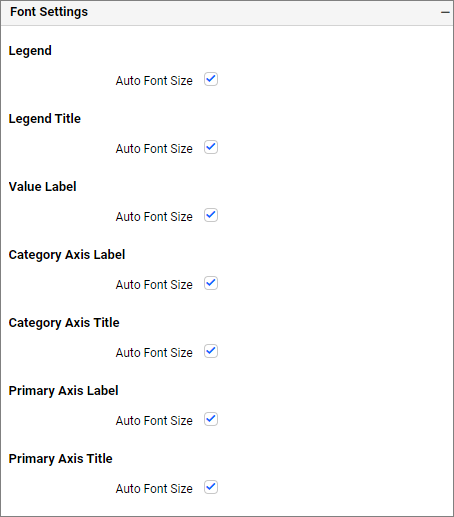 Font Settings
Legend
Auto Font Size
Legend Title
Auto Font Size
Value Label
Auto Font Size
Category Axis Label
Auto Font Size
Category Axis Title
Auto Font Size
Primary Axis Label
Auto Font Size
Primary Axis Title
Auto Font Size